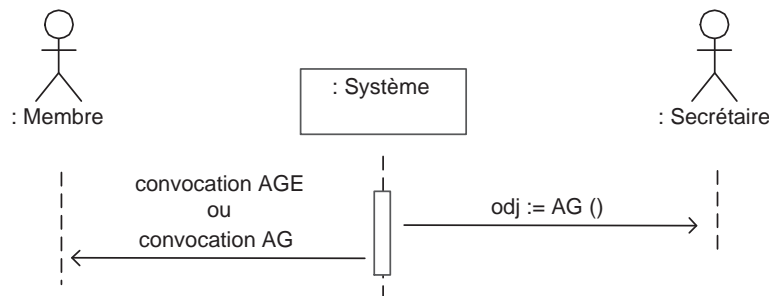 : Système
: Membre
: Secrétaire
convocation AGE
ou
convocation AG
odj := AG ()